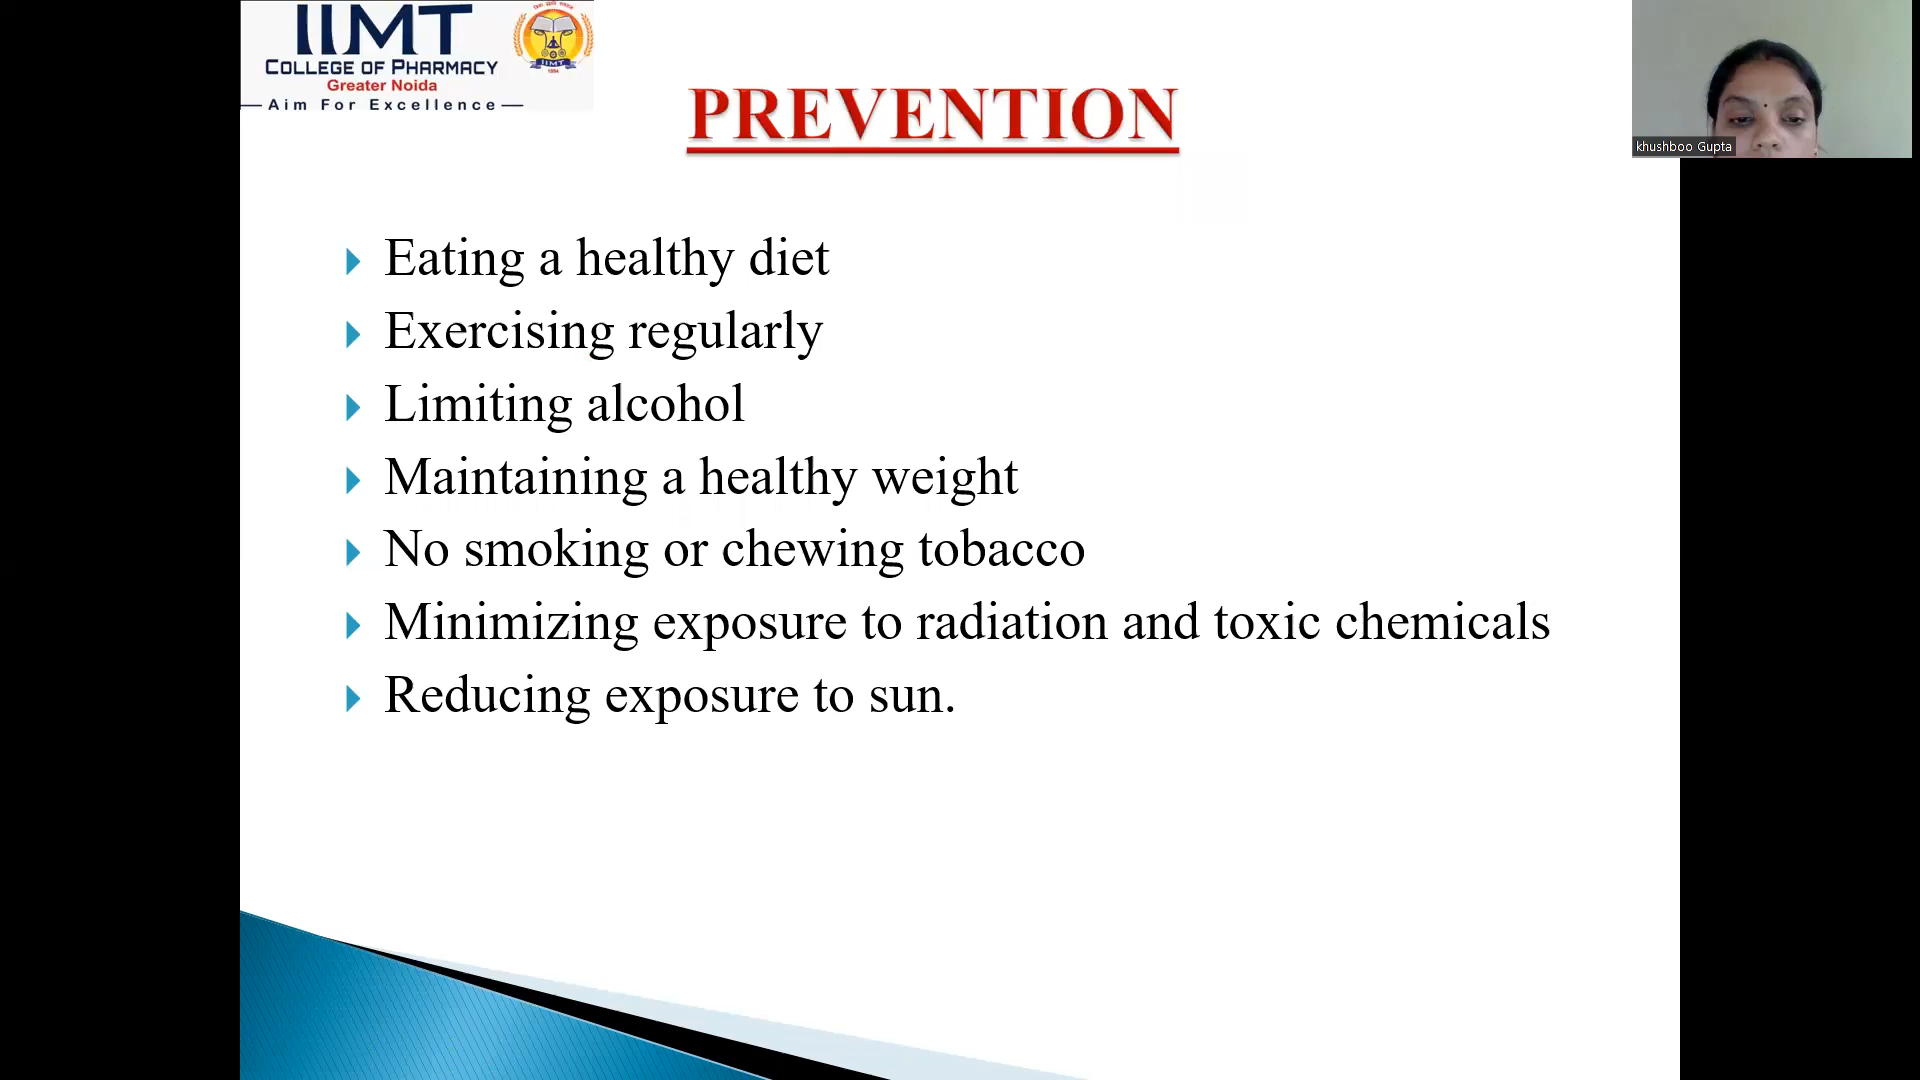 IIMT
COLLEGE OF PHARMACY
Greater Noida
Aim For Excellence
IIMT
PREVENTION
khushboo Gupta
Eating a healthy diet
Exercising regularly
Limiting alcohol
Maintaining a healthy weight
No smoking or chewing tobacco
Minimizing exposure to radiation and toxic chemicals
Reducing exposure to sun.